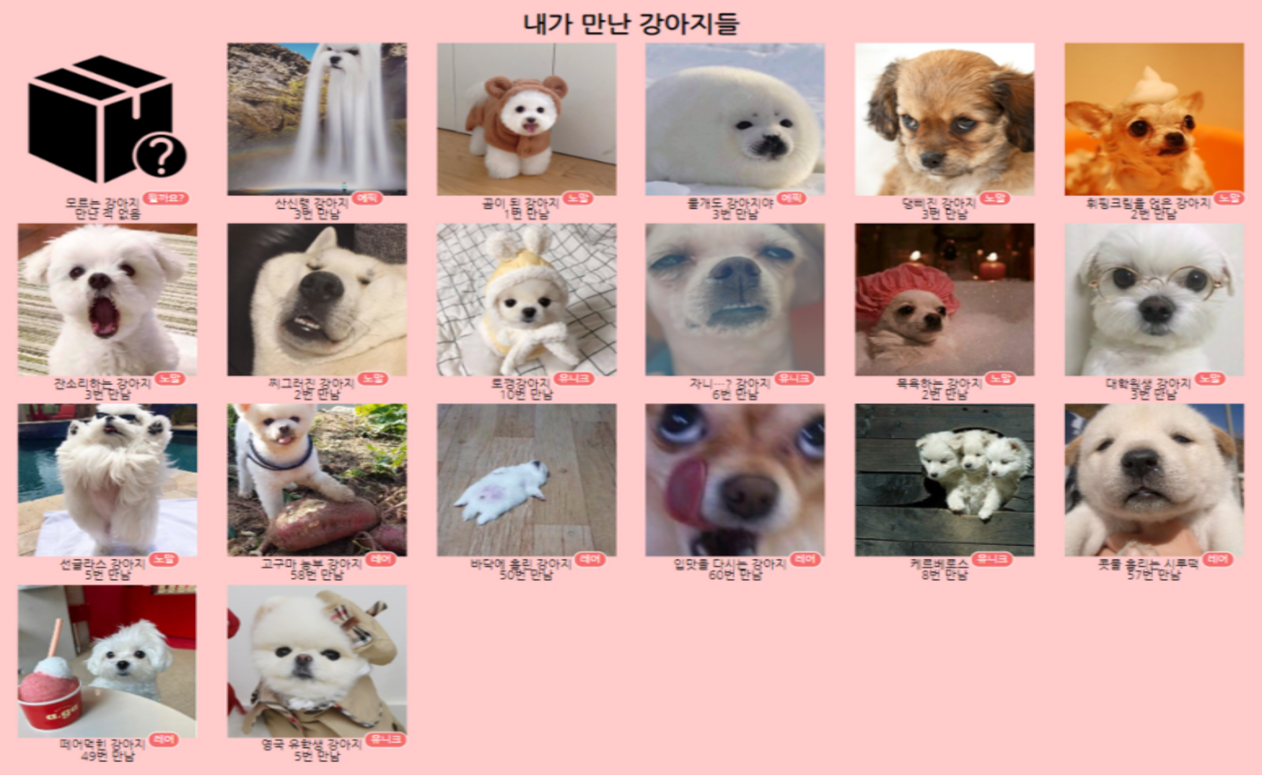 내가 만난 강아지들
?
모르는 강아지 뭘까요?
만난 적 없음
산신령 강아지 에픽
3번 만남
곰이 된 강아지 노말
1번 만남
물개도 강아지야 에픽
3번 만남
댕삐진 강아지 노말
3번 만남
휘핑크림을 얹은 강아지 노말
2번 만남
잔소리하는 강아지 노말
3번 만남
찌그러진 강아지 노말
2번 만남
토깽강아지 유니크
10번 만남
자니…? 강아지 유니크
6번 만남
목욕하는 강아지 노말
2번 만남
대학원생 강아지 노말
3번 만남
선글라스 강아지 노말
5번 만남
고구마 농부 강아지 레어
58번 만남
바닥에 흘린 강아지 레어
50번 만남
입맛을 다시는 강아지 레어
60번 만남
케르베로스 유니크
8번 만남
콧물 흘리는 시루떡 레어
57번 만남
a.ge
떼어먹힌 강아지 레어
49번 만남
영국 유학생 강아지 유니크
5번 만남